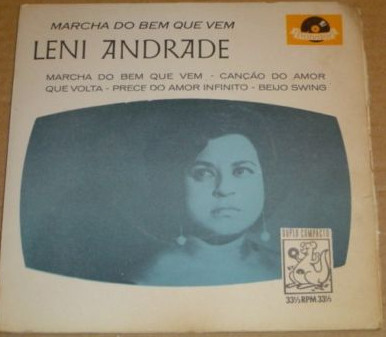 MARCHA DO BEM QUE VEM
LENI ANDRADE
MARCHA DO BEM QUE VEM - CANÇÃO DO AMOR
QUE VOLTA - PRECE DO AMOR INFINITO - BEIJO SWING
SUPER COMPACTO
33⅓ RPM 33⅓